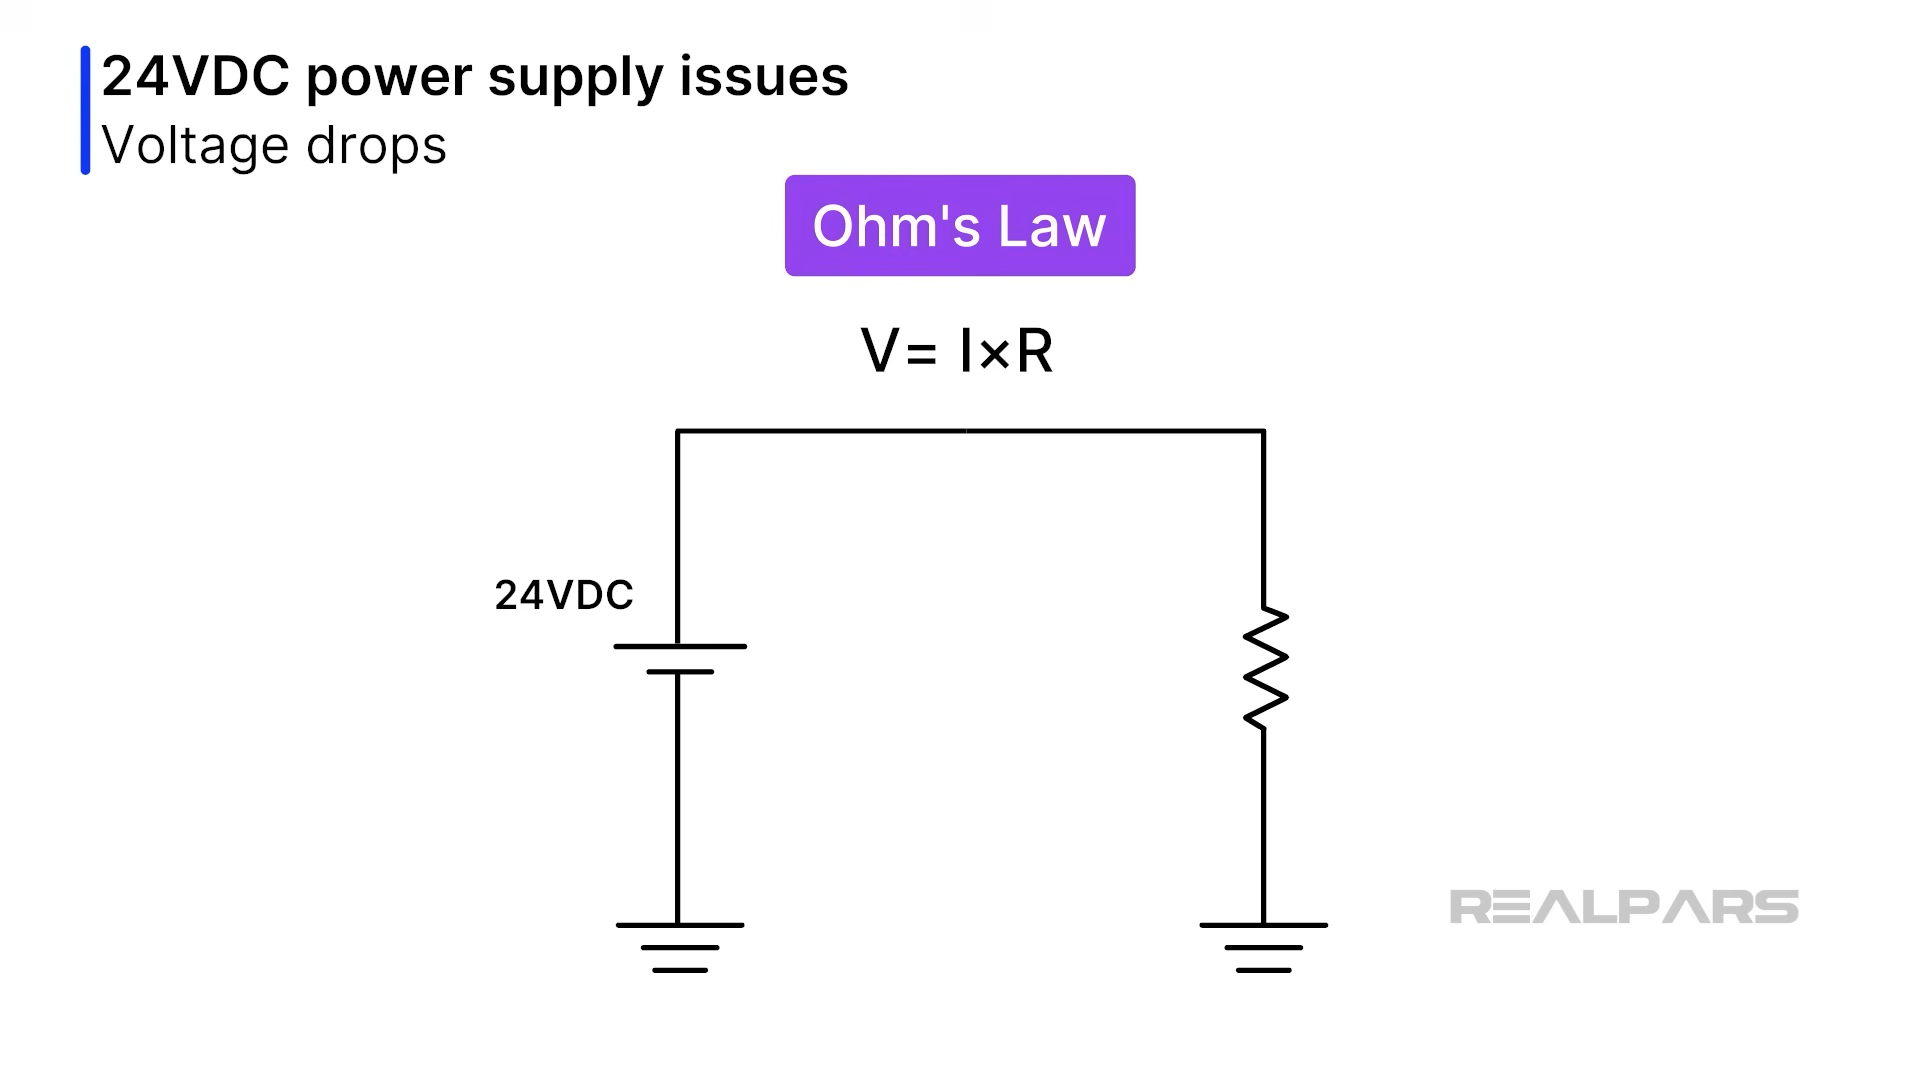 24VDC power supply issues
Voltage drops
Ohm's Law
V= I×R
24VDC
REALPARS